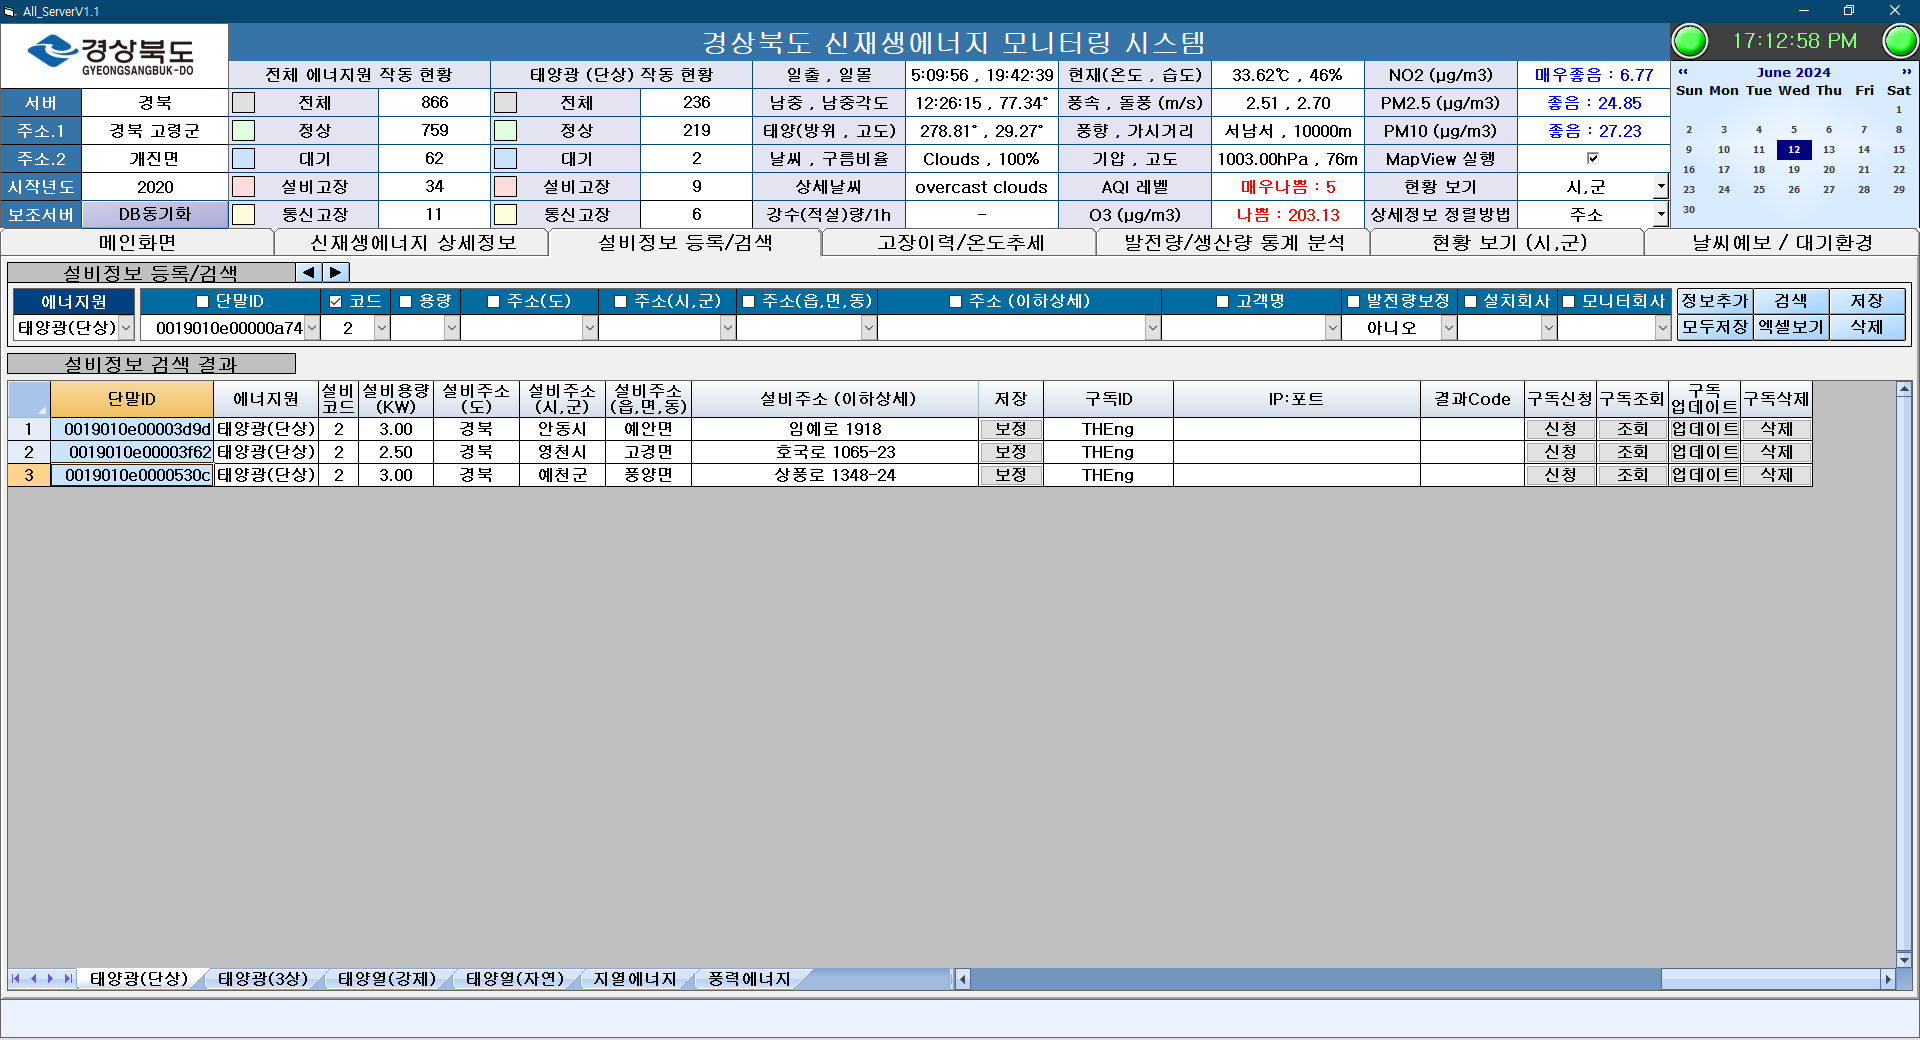 All_ServerV1.1
경상북도
GYEONGSANGBUK-DO
경상북도 신재생에너지 모니터링 시스템
17:12:58 PM
전체 에너지원 작동 현황 태양광 (단상) 작동 현황 일출 , 일몰 5:09:56 , 19:42:39 현재(온도 , 습도) 33.62℃ , 46% NO2 (µg/m3) 매우좋음 : 6.77
서버 경북 전체 866 전체 236 남중 , 남중각도 12:26:15 , 77.34° 풍속 , 돌풍 (m/s) 2.51 , 2.70 PM2.5 (µg/m3) 좋음 : 24.85
주소.1 경북 고령군 정상 759 정상 219 태양(방위 , 고도) 278.81° , 29.27° 풍향 , 가시거리 서남서 , 10000m PM10 (µg/m3) 좋음 : 27.23
주소.2 개진면 대기 62 대기 2 날씨 , 구름비율 Clouds , 100% 기압 , 고도 1003.00hPa , 76m MapView 실행
시작년도 2020 설비고장 34 설비고장 9 상세날씨 overcast clouds AQI 레벨 매우나쁨 : 5 현황 보기 시,군
보조서버 DB동기화 통신고장 11 통신고장 6 강수(적설)량/1h - O3 (µg/m3) 나쁨 : 203.13 상세정보 정렬방법 주소
June 2024
Sun Mon Tue Wed Thu Fri Sat
1
2 3 4 5 6 7 8
9 10 11 12 13 14 15
16 17 18 19 20 21 22
23 24 25 26 27 28 29
30
메인화면 신재생에너지 상세정보 설비정보 등록/검색 고장이력/온도추세 발전량/생산량 통계 분석 현황 보기 (시,군) 날씨예보 / 대기환경
설비정보 등록/검색
에너지원 단말ID 코드 용량 주소(도) 주소(시,군) 주소(읍,면,동) 주소 (이하상세) 고객명 발전량보정 설치회사 모니터회사 정보추가 검색 저장
태양광(단상) 0019010e00000a74 2 아니오 모두저장 엑셀보기 삭제
설비정보 검색 결과
단말ID 에너지원 설비코드 설비용량(KW) 설비주소(도) 설비주소(시,군) 설비주소(읍,면,동) 설비주소 (이하상세) 저장 구독ID IP:포트 결과Code 구독신청 구독조회 구독업데이트 구독삭제
1 0019010e00003d9d 태양광(단상) 2 3.00 경북 안동시 예안면 임예로 1918 보정 THEng 신청 조회 업데이트 삭제
2 0019010e00003f62 태양광(단상) 2 2.50 경북 영천시 고경면 호국로 1065-23 보정 THEng 신청 조회 업데이트 삭제
3 0019010e0000530c 태양광(단상) 2 3.00 경북 예천군 풍양면 상풍로 1348-24 보정 THEng 신청 조회 업데이트 삭제
태양광(단상) 태양광(3상) 태양열(강제) 태양열(자연) 지열에너지 풍력에너지